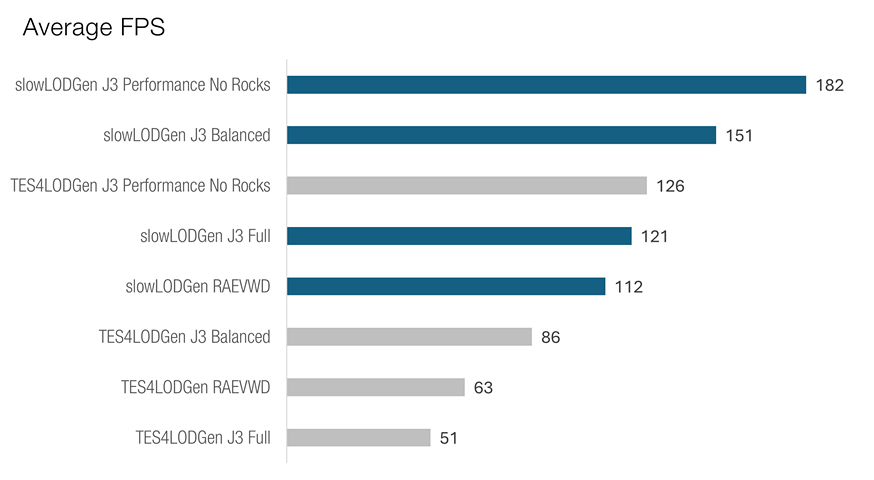 Average FPS
slowLODGen J3 Performance No Rocks 182
slowLODGen J3 Balanced 151
TES4LODGen J3 Performance No Rocks 126
slowLODGen J3 Full 121
slowLODGen RAEVWD 112
TES4LODGen J3 Balanced 86
TES4LODGen RAEVWD 63
TES4LODGen J3 Full 51